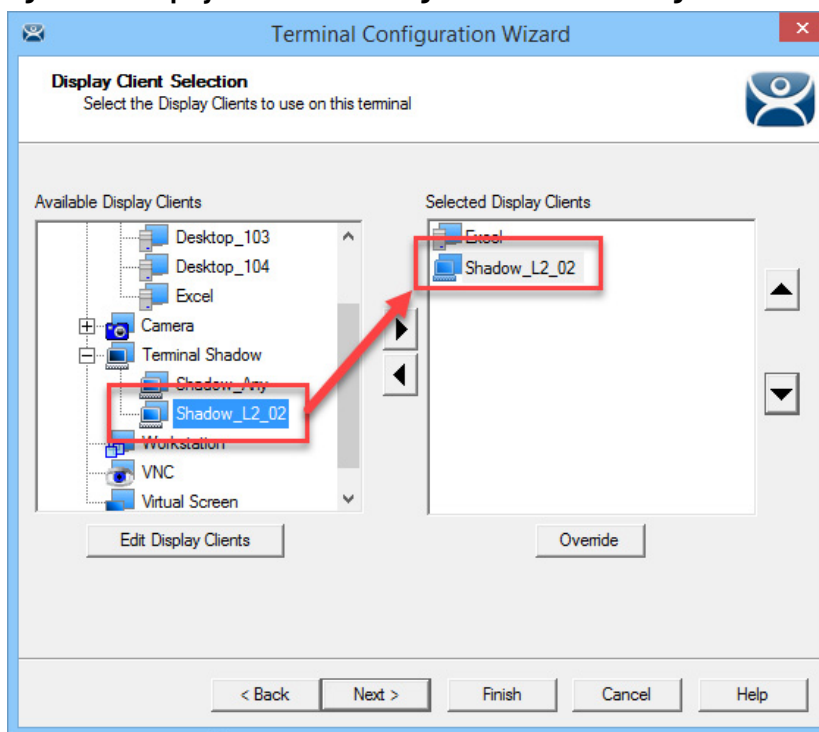 Terminal Configuration Wizard
Display Client Selection
Select the Display Clients to use on this terminal
Available Display Clients
Selected Display Clients
Desktop_103
Desktop_104
Excel
Camera
Terminal Shadow
Shadow_Any
Shadow_L2_02
Workstation
VNC
Virtual Screen
Excel
Shadow_L2_02
Edit Display Clients
Override
< Back
Next >
Finish
Cancel
Help